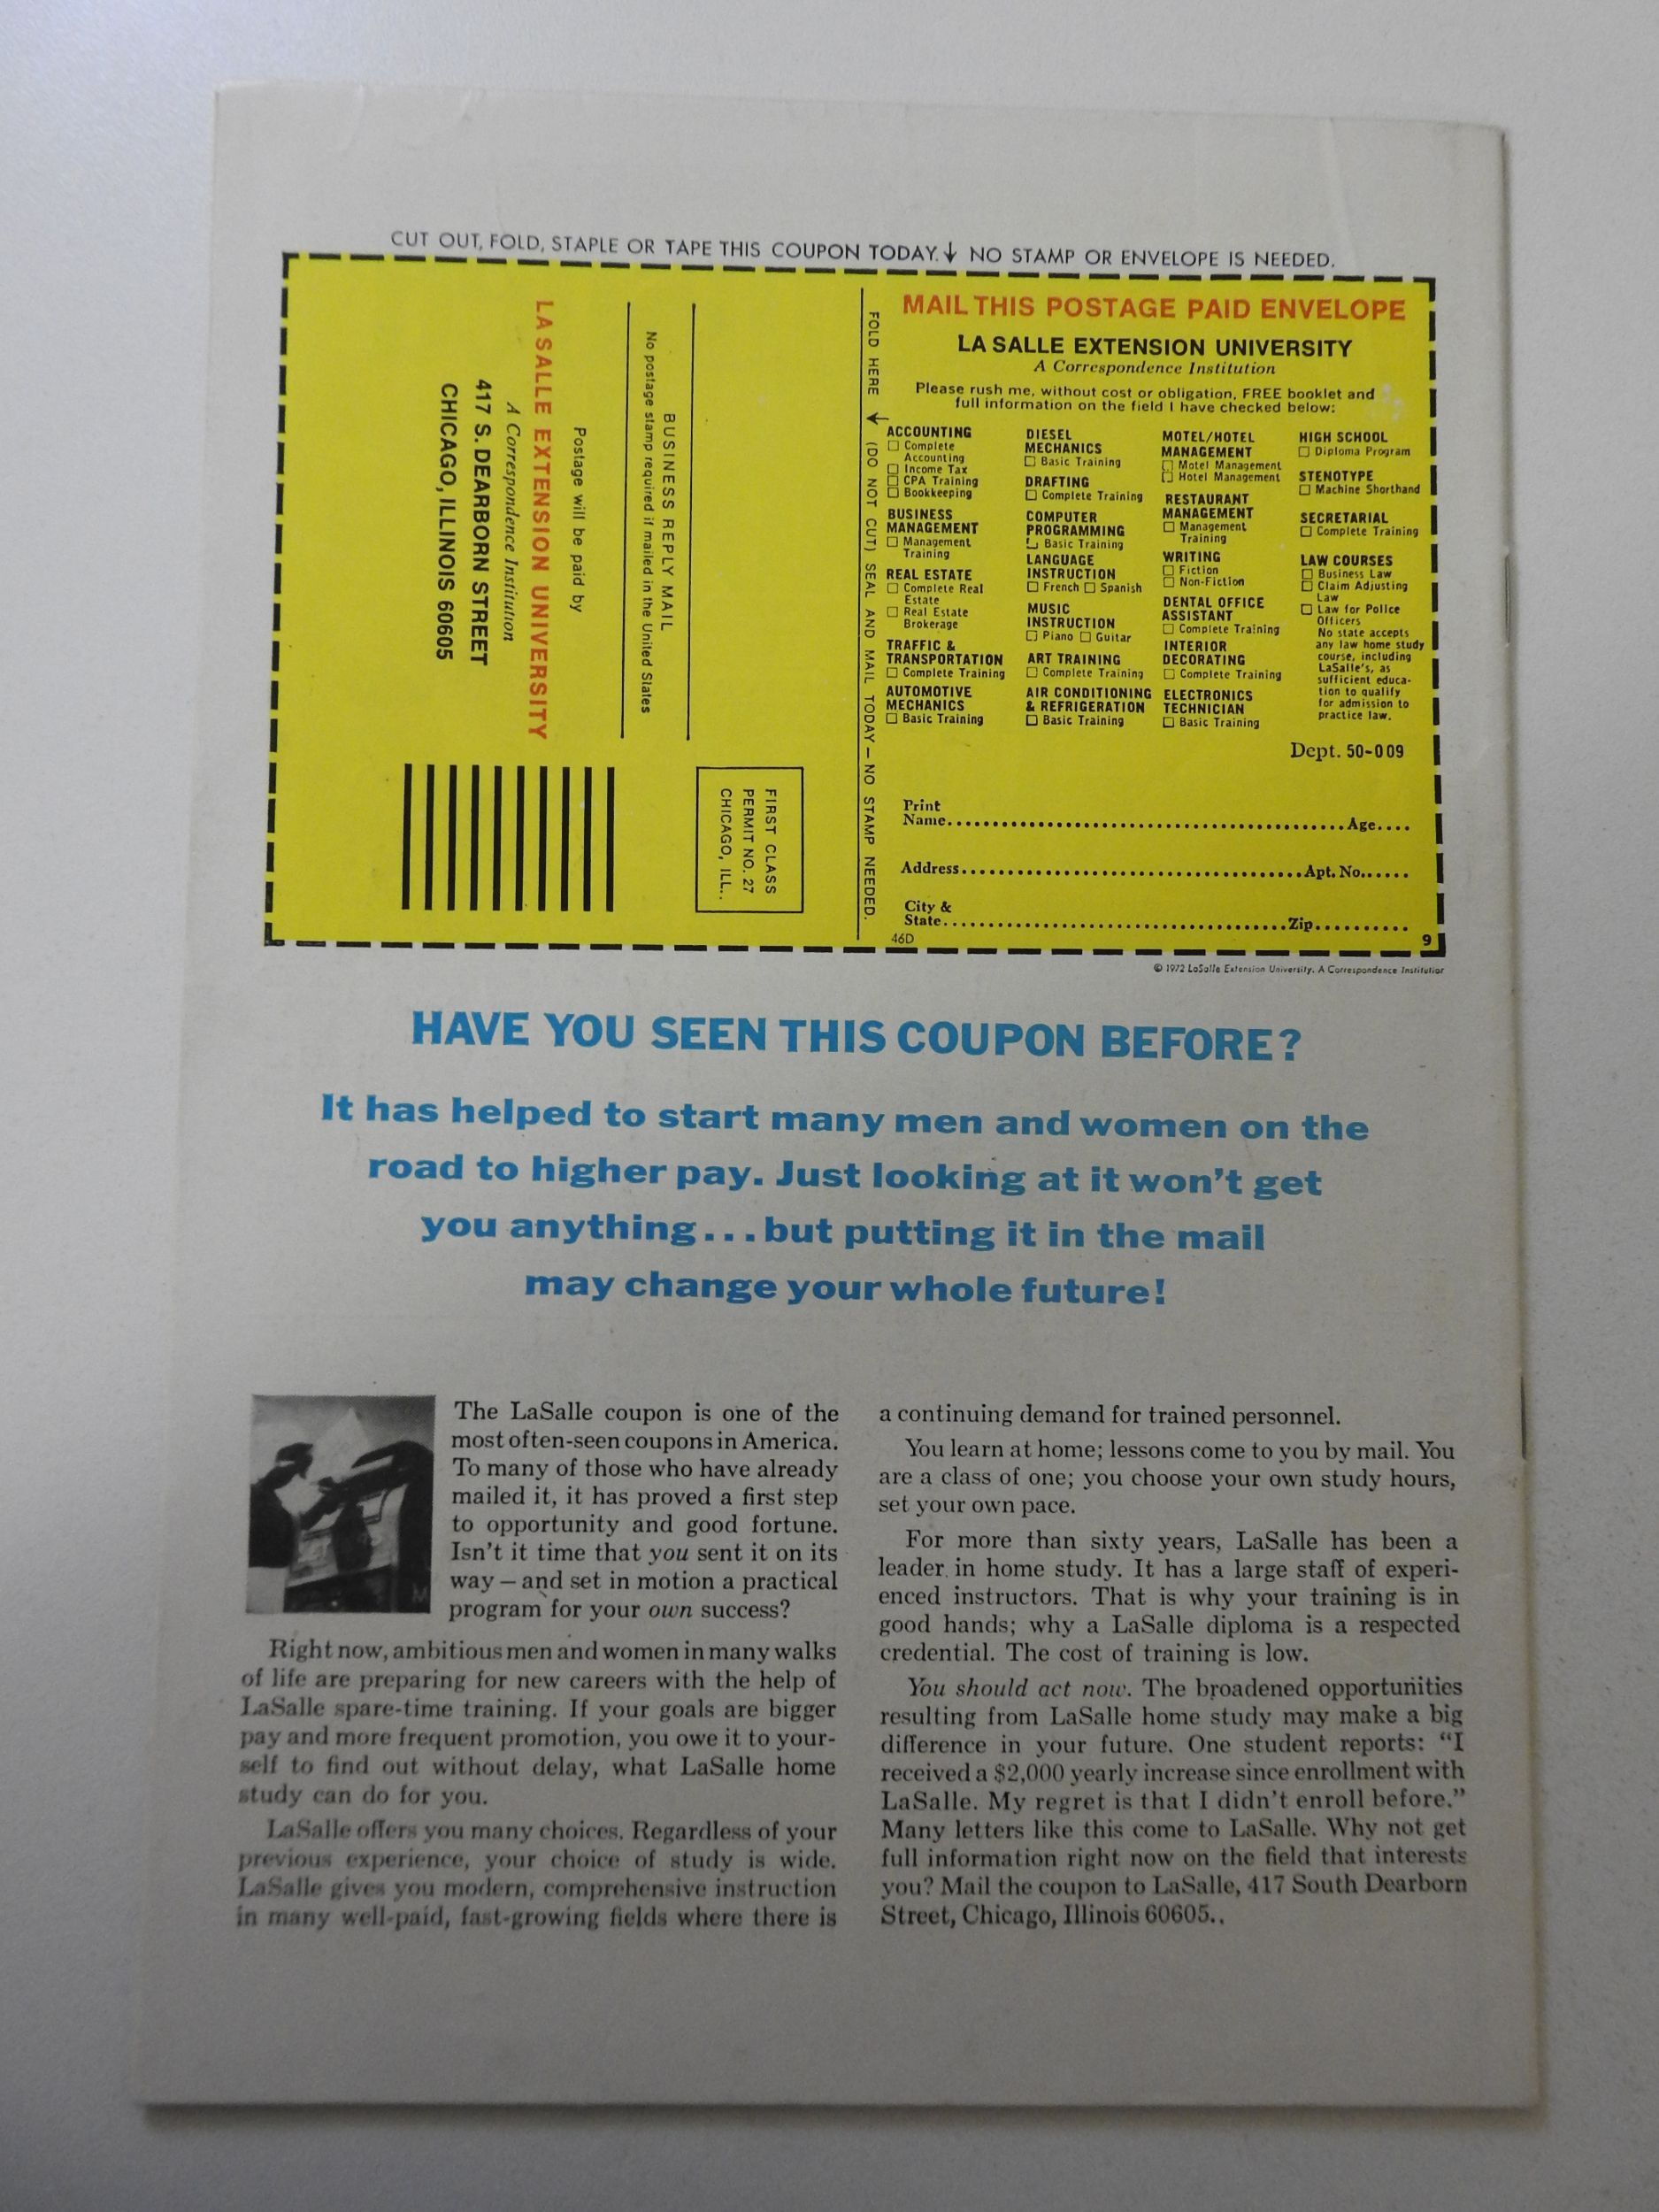 CUT OUT, FOLD, STAPLE OR TAPE THIS COUPON TODAY.↓ NO STAMP OR ENVELOPE IS NEEDED.
BUSINESS REPLY MAIL
No postage stamp required if mailed in the United States
Postage will be paid by
LA SALLE EXTENSION UNIVERSITY
A Correspondence Institution
417 S. DEARBORN STREET
CHICAGO, ILLINOIS 60605
FIRST CLASS
PERMIT NO. 27
CHICAGO, ILL..
FOLD HERE ↓ (DO NOT CUT) SEAL AND MAIL TODAY — NO STAMP NEEDED.
MAIL THIS POSTAGE PAID ENVELOPE
LA SALLE EXTENSION UNIVERSITY
A Correspondence Institution
Please rush me, without cost or obligation, FREE booklet and
full information on the field I have checked below:
ACCOUNTING
☐ Complete
Accounting
☐ Income Tax
☐ CPA Training
☐ Bookkeeping
BUSINESS
MANAGEMENT
☐ Management
Training
REAL ESTATE
☐ Complete Real
Estate
☐ Real Estate
Brokerage
TRAFFIC &
TRANSPORTATION
☐ Complete Training
AUTOMOTIVE
MECHANICS
☐ Basic Training
DIESEL
MECHANICS
☐ Basic Training
DRAFTING
☐ Complete Training
COMPUTER
PROGRAMMING
☐ Basic Training
LANGUAGE
INSTRUCTION
☐ French ☐ Spanish
MUSIC
INSTRUCTION
☐ Piano ☐ Guitar
ART TRAINING
☐ Complete Training
AIR CONDITIONING
& REFRIGERATION
☐ Basic Training
MOTEL/HOTEL
MANAGEMENT
☐ Motel Management
☐ Hotel Management
RESTAURANT
MANAGEMENT
☐ Management
Training
WRITING
☐ Fiction
☐ Non-Fiction
DENTAL OFFICE
ASSISTANT
☐ Complete Training
INTERIOR
DECORATING
☐ Complete Training
ELECTRONICS
TECHNICIAN
☐ Basic Training
HIGH SCHOOL
☐ Diploma Program
STENOTYPE
☐ Machine Shorthand
SECRETARIAL
☐ Complete Training
LAW COURSES
☐ Business Law
☐ Claim Adjusting
Law
☐ Law for Police
Officers
No state accepts
any law home study
course, including
LaSalle's, as
sufficient educa-
tion to qualify
for admission to
practice law.
Dept. 50-009
Print
Name........Age....
Address........Apt. No......
City &
State........Zip..........
46D 9
© 1972 LaSalle Extension University. A Correspondence Institution
HAVE YOU SEEN THIS COUPON BEFORE?
It has helped to start many men and women on the
road to higher pay. Just looking at it won't get
you anything...but putting it in the mail
may change your whole future!
The LaSalle coupon is one of the
most often-seen coupons in America.
To many of those who have already
mailed it, it has proved a first step
to opportunity and good fortune.
Isn't it time that you sent it on its
way — and set in motion a practical
program for your own success?
Right now, ambitious men and women in many walks
of life are preparing for new careers with the help of
LaSalle spare-time training. If your goals are bigger
pay and more frequent promotion, you owe it to your-
self to find out without delay, what LaSalle home
study can do for you.
LaSalle offers you many choices. Regardless of your
previous experience, your choice of study is wide.
LaSalle gives you modern, comprehensive instruction
in many well-paid, fast-growing fields where there is
a continuing demand for trained personnel.
You learn at home; lessons come to you by mail. You
are a class of one; you choose your own study hours,
set your own pace.
For more than sixty years, LaSalle has been a
leader in home study. It has a large staff of experi-
enced instructors. That is why your training is in
good hands; why a LaSalle diploma is a respected
credential. The cost of training is low.
You should act now. The broadened opportunities
resulting from LaSalle home study may make a big
difference in your future. One student reports: "I
received a $2,000 yearly increase since enrollment with
LaSalle. My regret is that I didn't enroll before."
Many letters like this come to LaSalle. Why not get
full information right now on the field that interests
you? Mail the coupon to LaSalle, 417 South Dearborn
Street, Chicago, Illinois 60605..